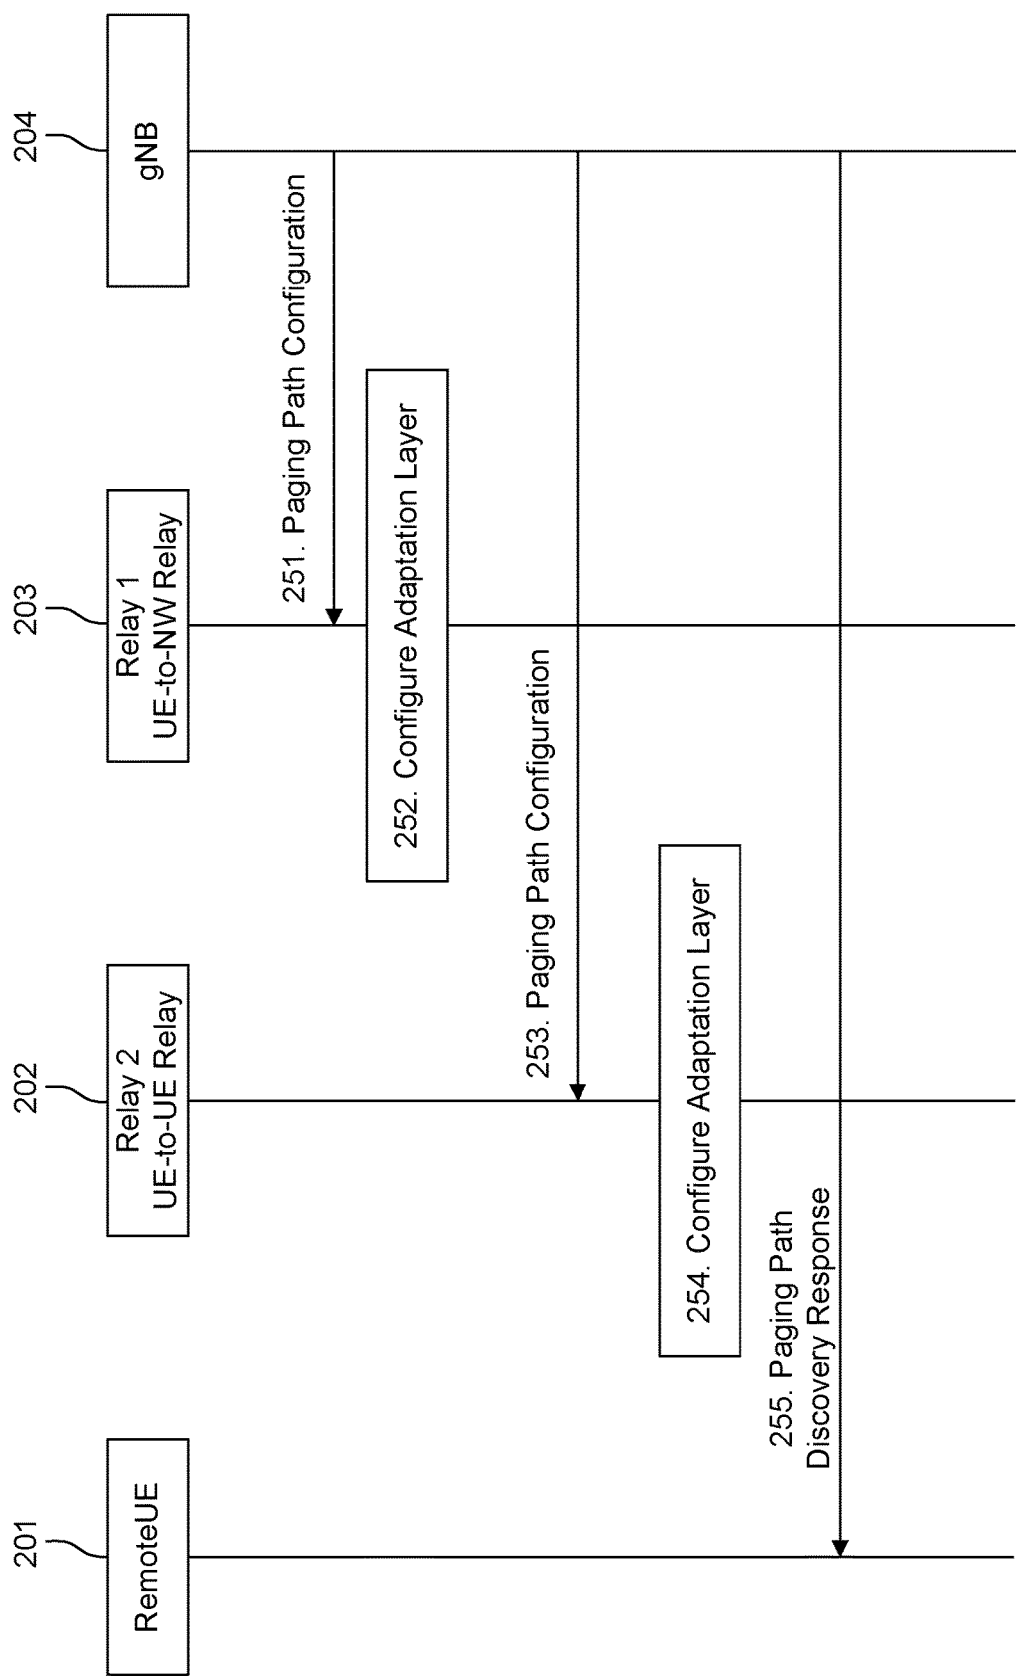 201
202
203
204
RemoteUE
Relay 2
UE-to-UE Relay
Relay 1
UE-to-NW Relay
gNB
251. Paging Path Configuration
252. Configure Adaptation Layer
253. Paging Path Configuration
254. Configure Adaptation Layer
255. Paging Path
Discovery Response